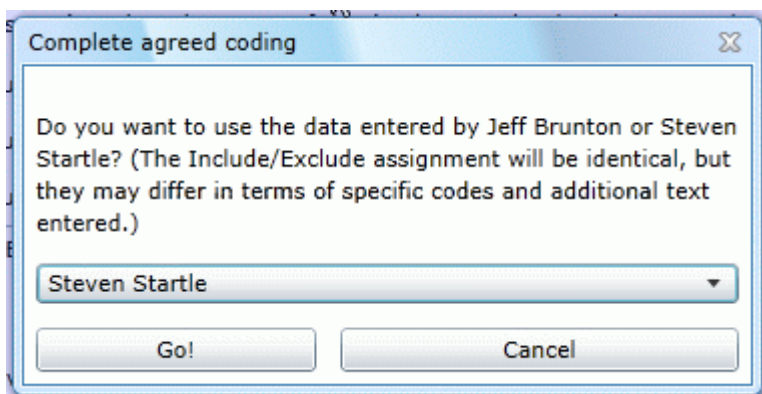 Complete agreed coding
Do you want to use the data entered by Jeff Brunton or Steven
Startle? (The Include/Exclude assignment will be identical, but
they may differ in terms of specific codes and additional text
entered.)
Steven Startle
Go!
Cancel